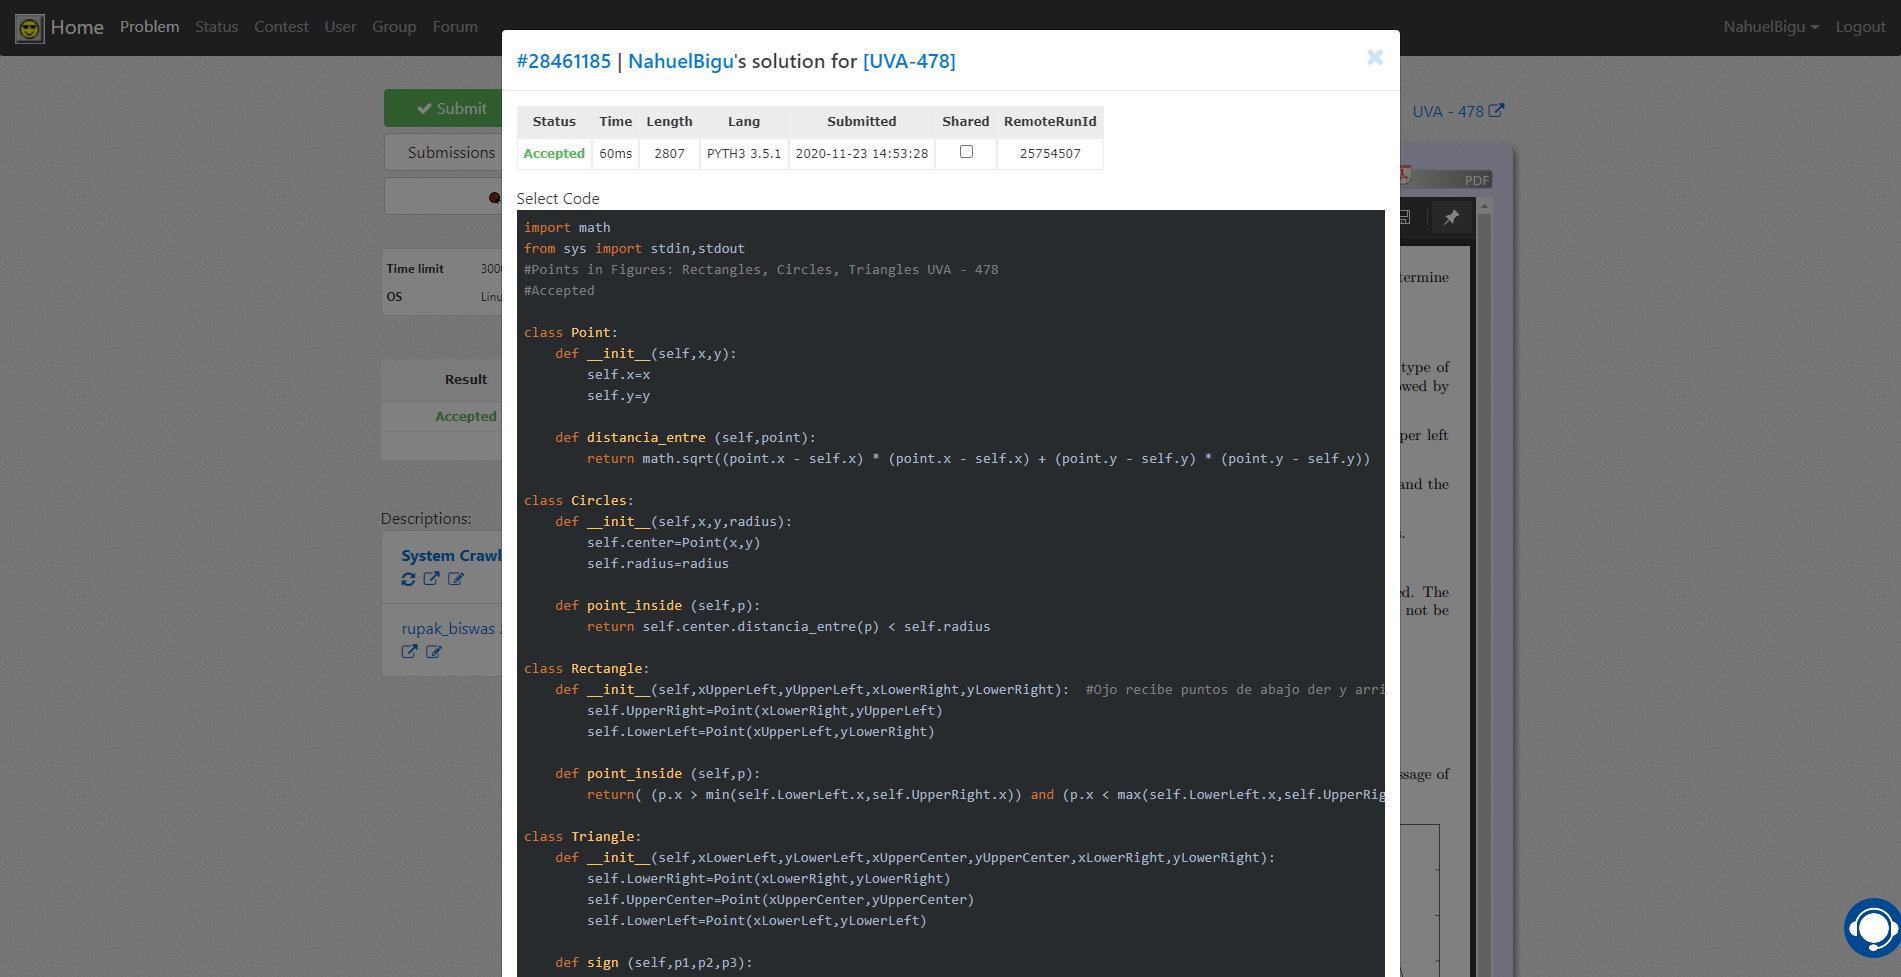 Home Problem Status Contest User Group Forum NahuelBigu Logout
#28461185 | NahuelBigu's solution for [UVA-478]
Submit
Submissions
Time limit
OS
Result
Accepted
Descriptions:
System Crawl
rupak_biswas
Status Time Length Lang Submitted Shared RemoteRunId
Accepted 60ms 2807 PYTH3 3.5.1 2020-11-23 14:53:28 25754507
Select Code
import math
from sys import stdin,stdout
#Points in Figures: Rectangles, Circles, Triangles UVA - 478
#Accepted
class Point:
    def __init__(self,x,y):
        self.x=x
        self.y=y
    def distancia_entre (self,point):
        return math.sqrt((point.x - self.x) * (point.x - self.x) + (point.y - self.y) * (point.y - self.y))
class Circles:
    def __init__(self,x,y,radius):
        self.center=Point(x,y)
        self.radius=radius
    def point_inside (self,p):
        return self.center.distancia_entre(p) < self.radius
class Rectangle:
    def __init__(self,xUpperLeft,yUpperLeft,xLowerRight,yLowerRight):  #Ojo recibe puntos de abajo der y arri
        self.UpperRight=Point(xLowerRight,yUpperLeft)
        self.LowerLeft=Point(xUpperLeft,yLowerRight)
    def point_inside (self,p):
        return( (p.x > min(self.LowerLeft.x,self.UpperRight.x)) and (p.x < max(self.LowerLeft.x,self.UpperRig
class Triangle:
    def __init__(self,xLowerLeft,yLowerLeft,xUpperCenter,yUpperCenter,xLowerRight,yLowerRight):
        self.LowerRight=Point(xLowerRight,yLowerRight)
        self.UpperCenter=Point(xUpperCenter,yUpperCenter)
        self.LowerLeft=Point(xLowerLeft,yLowerLeft)
    def sign (self,p1,p2,p3):
UVA - 478
PDF
termine
type of
owed by
per left
and the
s.
ed. The
not be
ssage of